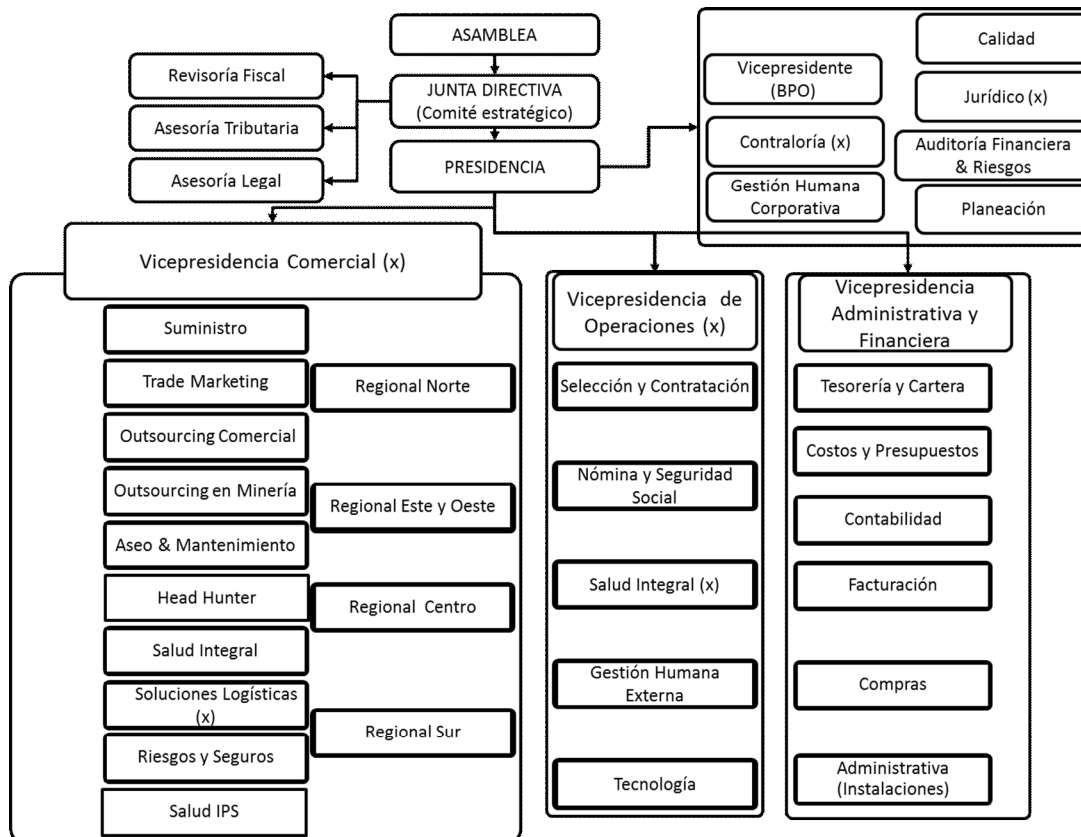 ASAMBLEA
JUNTA DIRECTIVA
(Comité estratégico)
PRESIDENCIA
Revisoría Fiscal
Asesoría Tributaria
Asesoría Legal
Vicepresidente
(BPO)
Contraloría (x)
Gestión Humana
Corporativa
Calidad
Jurídico (x)
Auditoría Financiera
& Riesgos
Planeación
Vicepresidencia Comercial (x)
Suministro
Trade Marketing
Outsourcing Comercial
Outsourcing en Minería
Aseo & Mantenimiento
Head Hunter
Salud Integral
Soluciones Logísticas
(x)
Riesgos y Seguros
Salud IPS
Regional Norte
Regional Este y Oeste
Regional Centro
Regional Sur
Vicepresidencia de
Operaciones (x)
Selección y Contratación
Nómina y Seguridad
Social
Salud Integral (x)
Gestión Humana
Externa
Tecnología
Vicepresidencia
Administrativa y
Financiera
Tesorería y Cartera
Costos y Presupuestos
Contabilidad
Facturación
Compras
Administrativa
(Instalaciones)